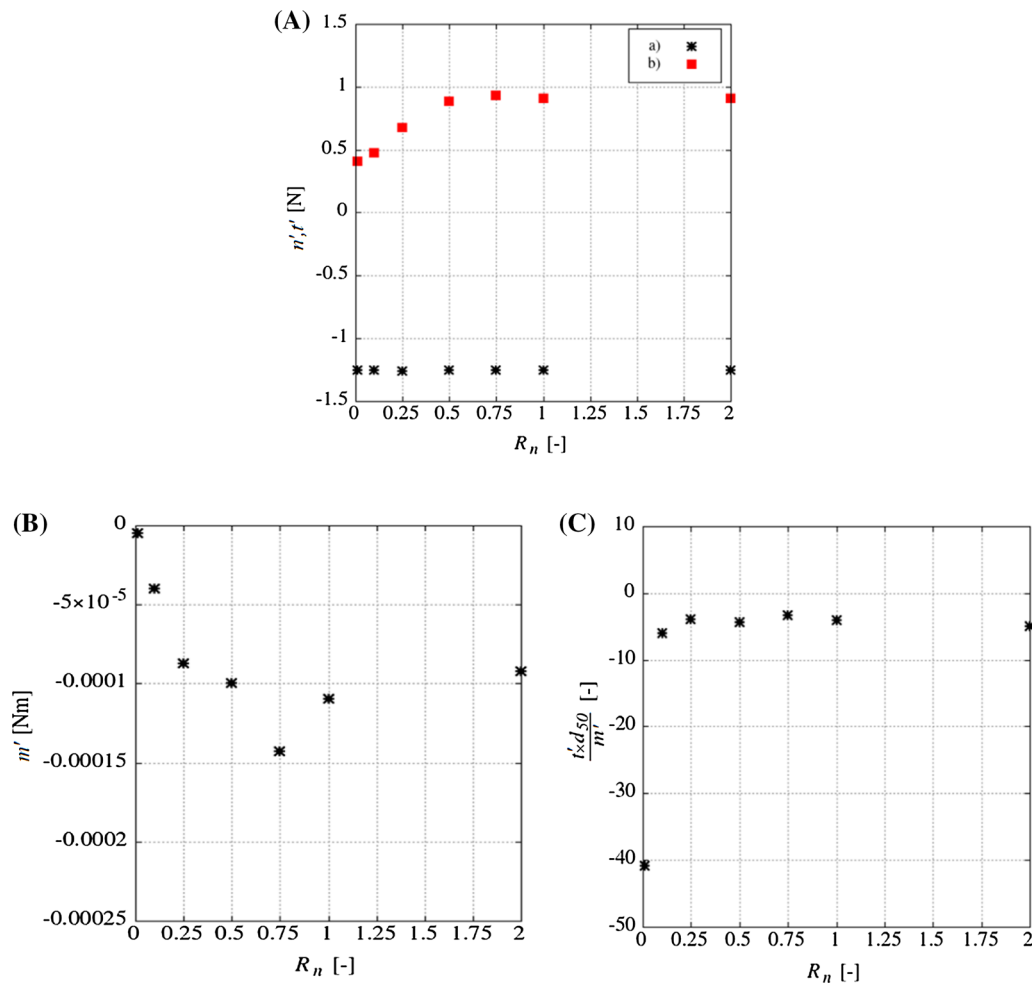 (A)
1.5
1
0.5
0
-0.5
-1
-1.5
n',t' [N]
a)
b)
0 0.25 0.5 0.75 1 1.25 1.5 1.75 2
R_n [-]
(B)
0
-5×10^-5
-0.0001
-0.00015
-0.0002
-0.00025
m' [Nm]
0 0.25 0.5 0.75 1 1.25 1.5 1.75 2
R_n [-]
(C)
10
0
-10
-20
-30
-40
-50
t'×d_50
m'
[-]
0 0.25 0.5 0.75 1 1.25 1.5 1.75 2
R_n [-]